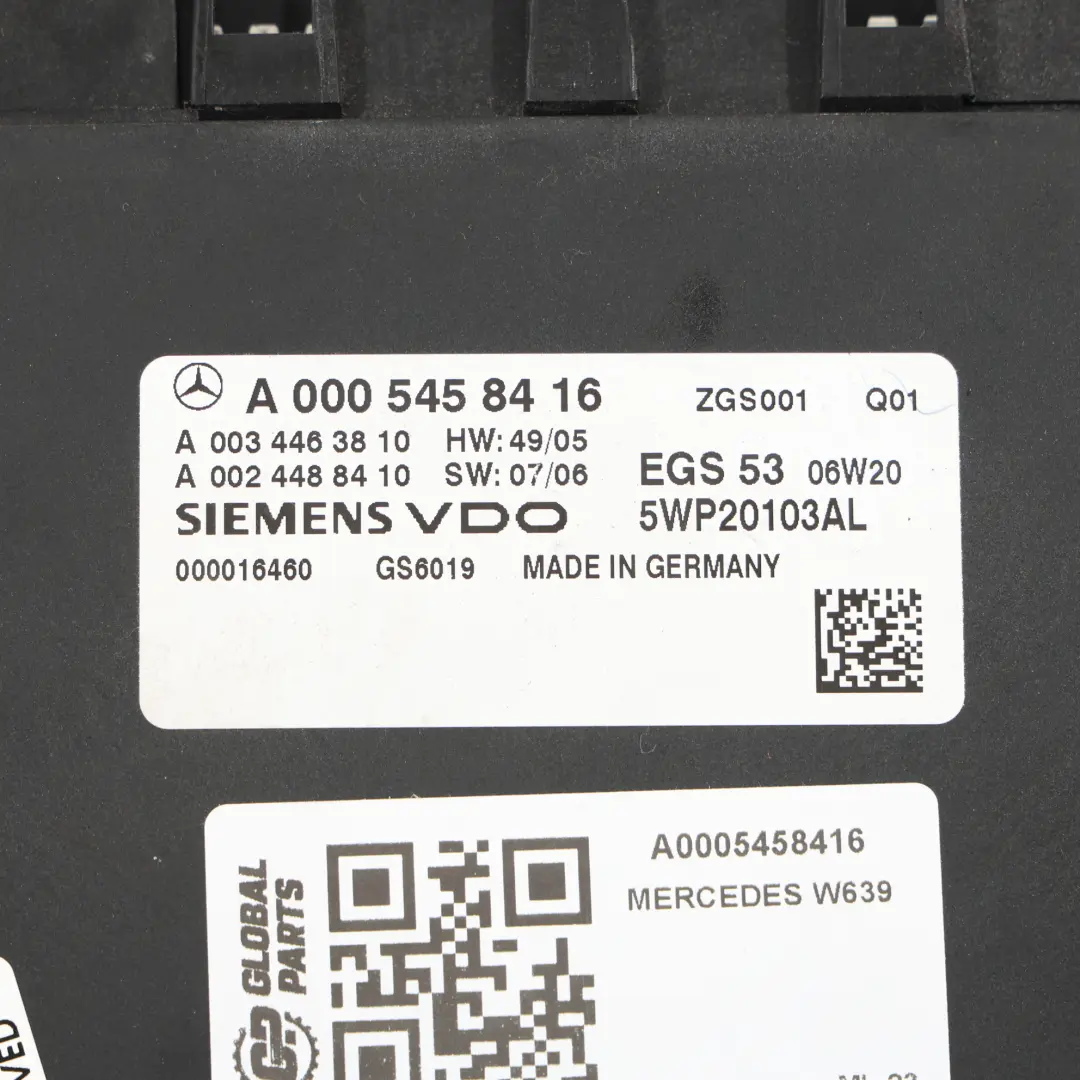 A 000 545 84 16 ZGS001 Q01
A 003 446 38 10 HW: 49/05
A 002 448 84 10 SW: 07/06 EGS 53 06W20
SIEMENS VDO 5WP20103AL
000016460 GS6019 MADE IN GERMANY
A0005458416
MERCEDES W639
GLOBAL
PARTS